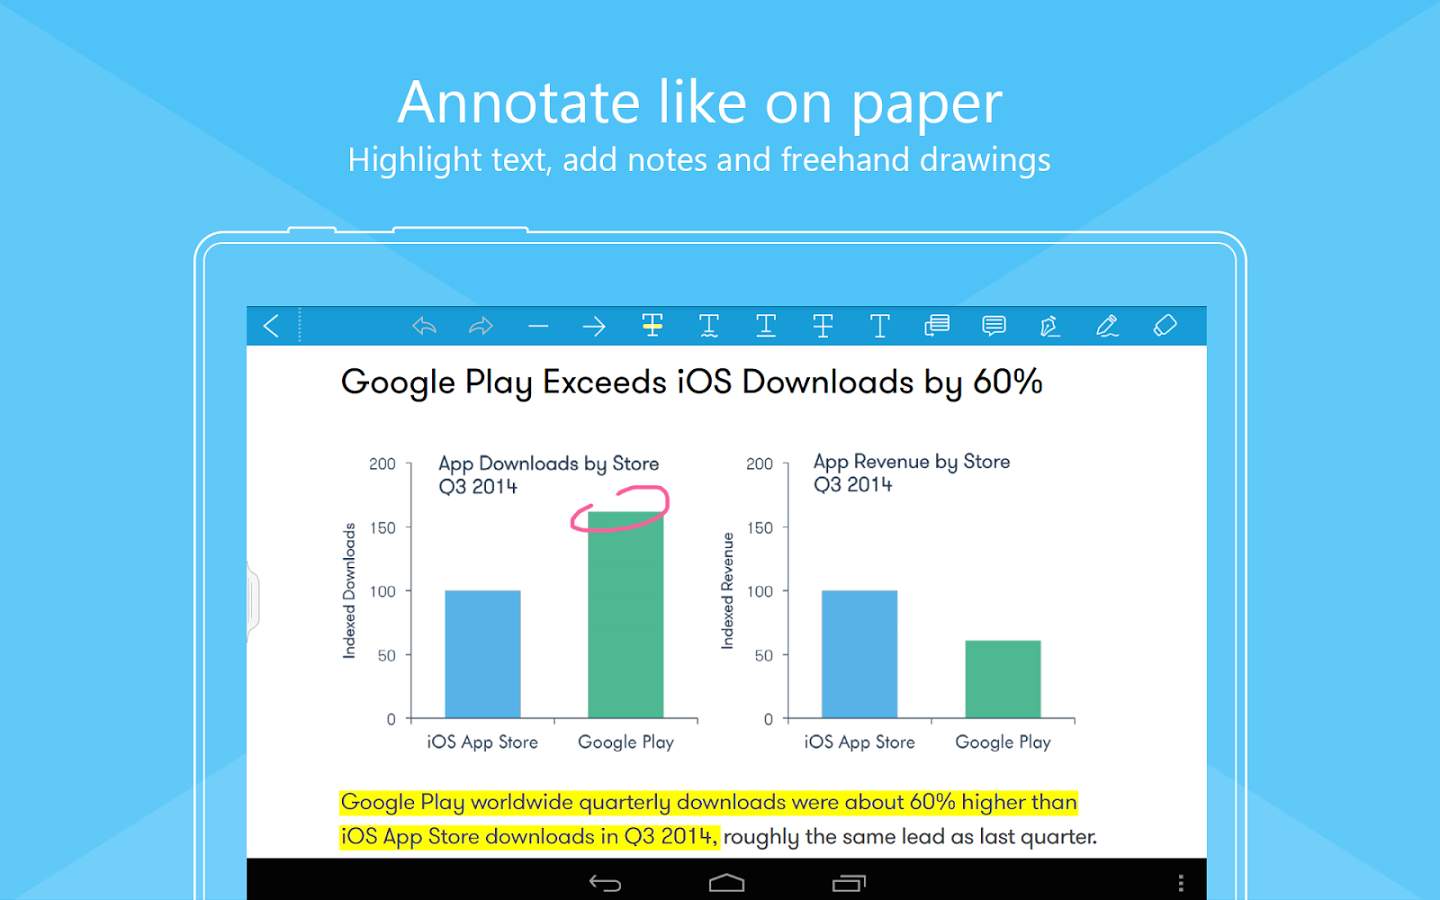 Annotate like on paper
Highlight text, add notes and freehand drawings
Google Play Exceeds iOS Downloads by 60%
App Downloads by Store
Q3 2014
200
150
100
50
0
Indexed Downloads
iOS App Store
Google Play
App Revenue by Store
Q3 2014
200
150
100
50
0
Indexed Revenue
iOS App Store
Google Play
Google Play worldwide quarterly downloads were about 60% higher than
iOS App Store downloads in Q3 2014, roughly the same lead as last quarter.